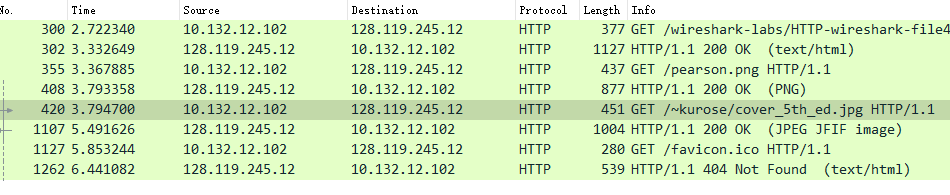 No. Time Source Destination Protocol Length Info
300 2.722340 10.132.12.102 128.119.245.12 HTTP 377 GET /wireshark-labs/HTTP-wireshark-file4
302 3.332649 128.119.245.12 10.132.12.102 HTTP 1127 HTTP/1.1 200 OK (text/html)
355 3.367885 10.132.12.102 128.119.245.12 HTTP 437 GET /pearson.png HTTP/1.1
408 3.793358 128.119.245.12 10.132.12.102 HTTP 877 HTTP/1.1 200 OK (PNG)
420 3.794700 10.132.12.102 128.119.245.12 HTTP 451 GET /~kurose/cover_5th_ed.jpg HTTP/1.1
1107 5.491626 128.119.245.12 10.132.12.102 HTTP 1004 HTTP/1.1 200 OK (JPEG JFIF image)
1127 5.853244 10.132.12.102 128.119.245.12 HTTP 280 GET /favicon.ico HTTP/1.1
1262 6.441082 128.119.245.12 10.132.12.102 HTTP 539 HTTP/1.1 404 Not Found (text/html)